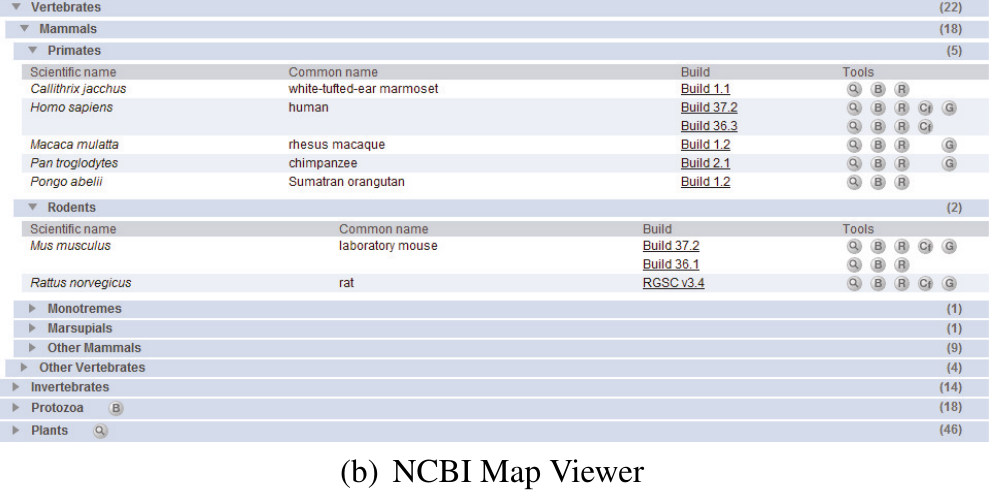 Vertebrates (22)
Mammals (18)
Primates (5)
Scientific name Common name Build Tools
Callithrix jacchus white-tufted-ear marmoset Build 1.1 B R
Homo sapiens human Build 37.2 B R Cf G
Build 36.3 B R Cf
Macaca mulatta rhesus macaque Build 1.2 B R G
Pan troglodytes chimpanzee Build 2.1 B R G
Pongo abelii Sumatran orangutan Build 1.2 B R
Rodents (2)
Scientific name Common name Build Tools
Mus musculus laboratory mouse Build 37.2 B R Cf G
Build 36.1 B R
Rattus norvegicus rat RGSC v3.4 B R Cf G
Monotremes (1)
Marsupials (1)
Other Mammals (9)
Other Vertebrates (4)
Invertebrates (14)
Protozoa B (18)
Plants (46)
(b) NCBI Map Viewer